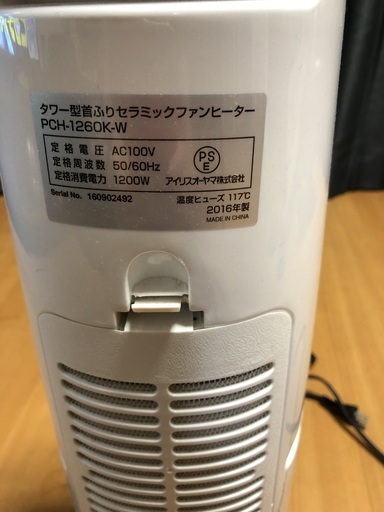 タワー型首ふりセラミックファンヒーター
PCH-1260K-W
定格電圧 AC100V
定格周波数 50/60Hz
定格消費電力 1200W
Serial No. 160902492
PS
E
アイリスオーヤマ株式会社
温度ヒューズ 117℃
2016年製
MADE IN CHINA